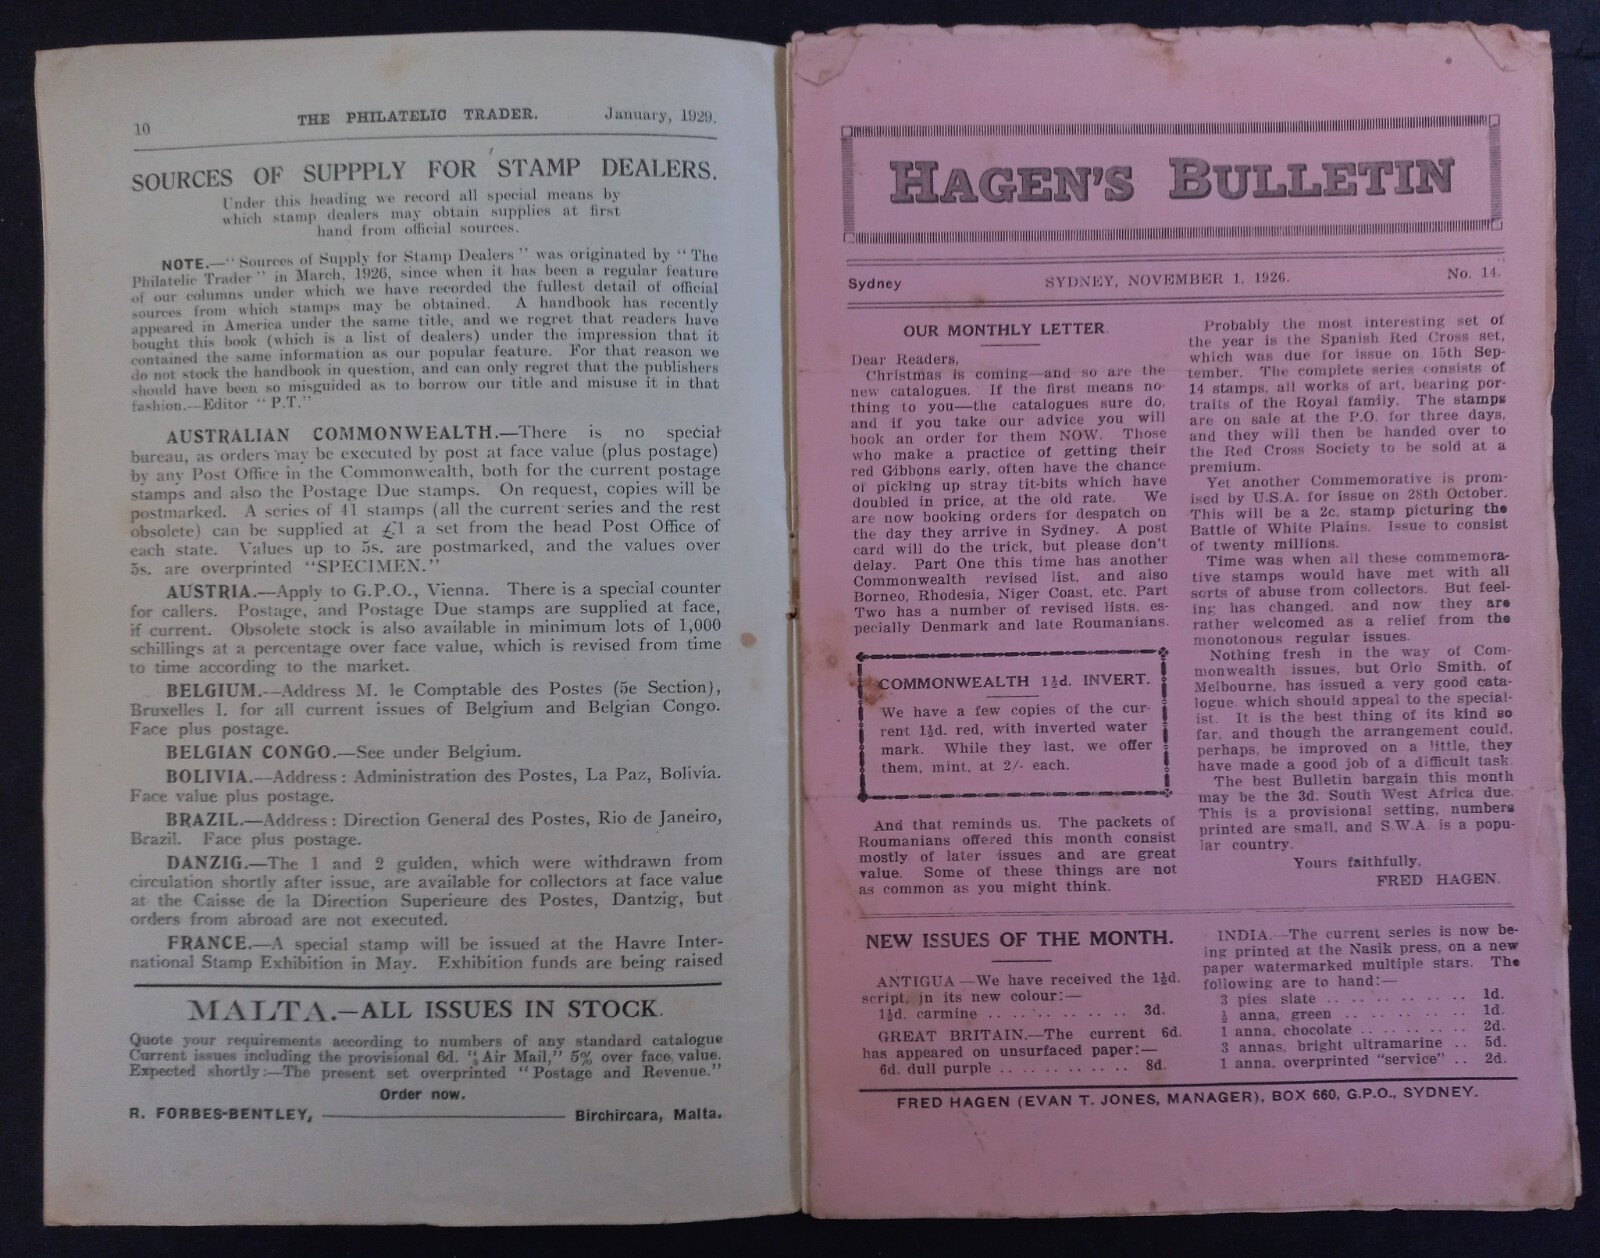 10
THE PHILATELIC TRADER.
January, 1929.
SOURCES OF SUPPPLY FOR STAMP DEALERS.
Under this heading we record all special means by
which stamp dealers may obtain supplies at first
hand from official sources.
NOTE.—"Sources of Supply for Stamp Dealers" was originated by "The
Philatelic Trader" in March, 1926, since when it has been a regular feature
of our columns under which we have recorded the fullest detail of official
sources from which stamps may be obtained. A handbook has recently
appeared in America under the same title, and we regret that readers have
bought this book (which is a list of dealers) under the impression that it
contained the same information as our popular feature. For that reason we
do not stock the handbook in question, and can only regret that the publishers
should have been so misguided as to borrow our title and misuse it in that
fashion.—Editor "P.T."
AUSTRALIAN COMMONWEALTH.—There is no special
bureau, as orders may be executed by post at face value (plus postage)
by any Post Office in the Commonwealth, both for the current postage
stamps and also the Postage Due stamps. On request, copies will be
postmarked. A series of 41 stamps (all the current series and the rest
obsolete) can be supplied at £1 a set from the head Post Office of
each state. Values up to 5s. are postmarked, and the values over
5s. are overprinted "SPECIMEN."
AUSTRIA.—Apply to G.P.O., Vienna. There is a special counter
for callers. Postage, and Postage Due stamps are supplied at face,
if current. Obsolete stock is also available in minimum lots of 1,000
schillings at a percentage over face value, which is revised from time
to time according to the market.
BELGIUM.—Address M. le Comptable des Postes (5e Section),
Bruxelles I. for all current issues of Belgium and Belgian Congo.
Face plus postage.
BELGIAN CONGO.—See under Belgium.
BOLIVIA.—Address: Administration des Postes, La Paz, Bolivia.
Face value plus postage.
BRAZIL.—Address: Direction General des Postes, Rio de Janeiro,
Brazil. Face plus postage.
DANZIG.—The 1 and 2 gulden, which were withdrawn from
circulation shortly after issue, are available for collectors at face value
at the Caisse de la Direction Superieure des Postes, Dantzig, but
orders from abroad are not executed.
FRANCE.—A special stamp will be issued at the Havre Inter-
national Stamp Exhibition in May. Exhibition funds are being raised
MALTA.—ALL ISSUES IN STOCK.
Quote your requirements according to numbers of any standard catalogue
Current issues including the provisional 6d. "Air Mail," 5% over face value.
Expected shortly:—The present set overprinted "Postage and Revenue."
Order now.
R. FORBES-BENTLEY, Birchircara, Malta.
HAGEN'S BULLETIN
Sydney
SYDNEY, NOVEMBER 1, 1926.
No. 14.
OUR MONTHLY LETTER.
Dear Readers,
Christmas is coming—and so are the
new catalogues. If the first means no-
thing to you—the catalogues sure do,
and if you take our advice you will
book an order for them NOW. Those
who make a practice of getting their
red Gibbons early, often have the chance
of picking up stray tit-bits which have
doubled in price, at the old rate. We
are now booking orders for despatch on
the day they arrive in Sydney. A post
card will do the trick, but please don't
delay. Part One this time has another
Commonwealth revised list, and also
Borneo, Rhodesia, Niger Coast, etc. Part
Two has a number of revised lists, es-
pecially Denmark and late Roumanians.
COMMONWEALTH 1½d. INVERT.
We have a few copies of the cur-
rent 1½d. red, with inverted water
mark. While they last, we offer
them, mint, at 2/- each.
And that reminds us. The packets of
Roumanians offered this month consist
mostly of later issues and are great
value. Some of these things are not
as common as you might think.
Probably the most interesting set of
the year is the Spanish Red Cross set,
which was due for issue on 15th Sep-
tember. The complete series consists of
14 stamps, all works of art, bearing por-
traits of the Royal family. The stamps
are on sale at the P.O. for three days,
and they will then be handed over to
the Red Cross Society to be sold at a
premium.
Yet another Commemorative is prom-
ised by U.S.A. for issue on 28th October.
This will be a 2c. stamp picturing the
Battle of White Plains. Issue to consist
of twenty millions.
Time was when all these commemora-
tive stamps would have met with all
sorts of abuse from collectors. But feel-
ing has changed, and now they are
rather welcomed as a relief from the
monotonous regular issues.
Nothing fresh in the way of Com-
monwealth issues, but Orlo Smith, of
Melbourne, has issued a very good cata-
logue which should appeal to the special-
ist. It is the best thing of its kind so
far, and though the arrangement could,
perhaps, be improved on a little, they
have made a good job of a difficult task.
The best Bulletin bargain this month
may be the 3d. South West Africa due.
This is a provisional setting, numbers
printed are small, and S.W.A. is a popu-
lar country.
Yours faithfully,
FRED HAGEN.
NEW ISSUES OF THE MONTH.
ANTIGUA—We have received the 1½d.
script, in its new colour:—
1½d. carmine .. .. .. .. .. .. 3d.
GREAT BRITAIN.—The current 6d.
has appeared on unsurfaced paper:—
6d. dull purple .. .. .. .. .. .. 8d.
INDIA.—The current series is now be-
ing printed at the Nasik press, on a new
paper watermarked multiple stars. The
following are to hand:—
3 pies slate .. .. .. .. .. .. 1d.
½ anna, green .. .. .. .. .. 1d.
1 anna, chocolate .. .. .. .. 2d.
3 annas, bright ultramarine .. 5d.
1 anna, overprinted "service" .. 2d.
FRED HAGEN (EVAN T. JONES, MANAGER), BOX 660, G.P.O., SYDNEY.